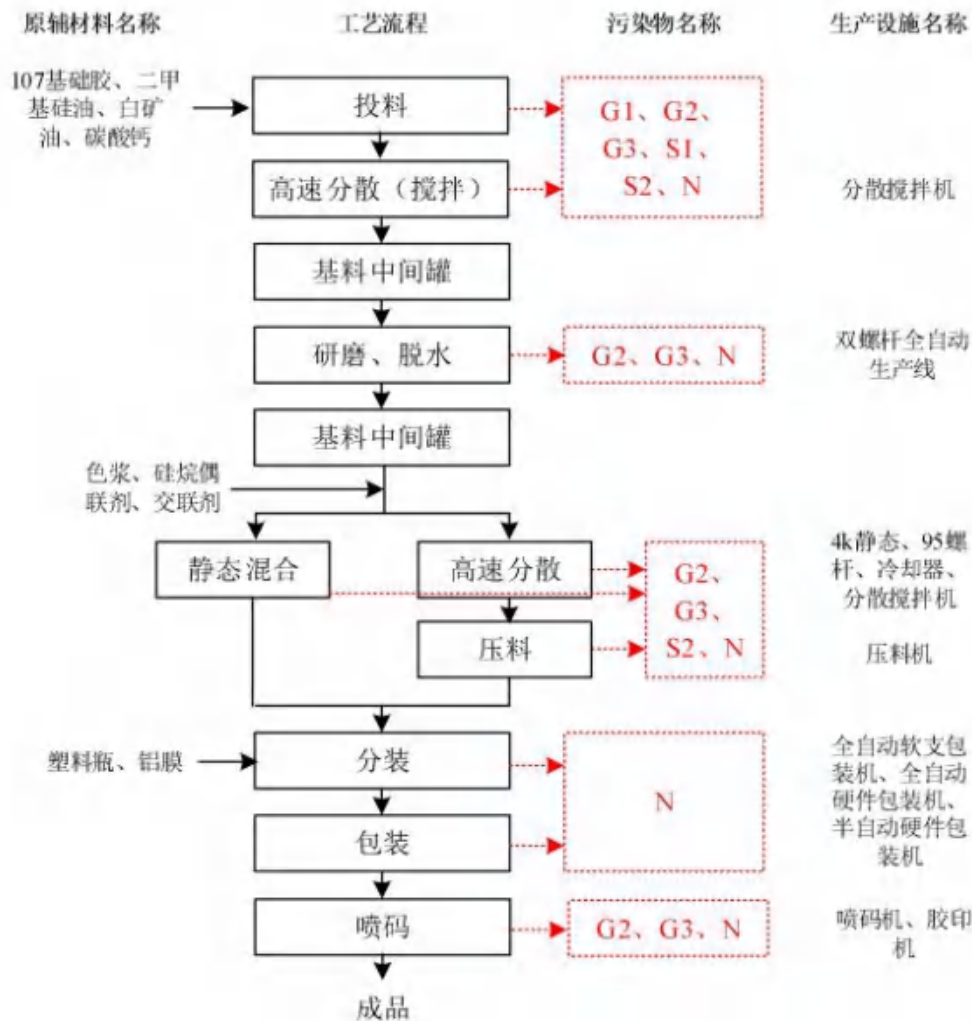 原辅材料名称
工艺流程
污染物名称
生产设施名称
107基础胶、二甲
基硅油、白矿
油、碳酸钙
投料
G1、G2、
G3、S1、
S2、N
高速分散（搅拌）
分散搅拌机
基料中间罐
研磨、脱水
G2、G3、N
双螺杆全自动
生产线
基料中间罐
色浆、硅烷偶
联剂、交联剂
静态混合
高速分散
G2、
G3、
S2、N
4k静态、95螺
杆、冷却器、
分散搅拌机
压料
压料机
塑料瓶、铝膜
分装
N
全自动软支包
装机、全自动
硬件包装机、
半自动硬件包
装机
包装
喷码
G2、G3、N
喷码机、胶印
机
成品